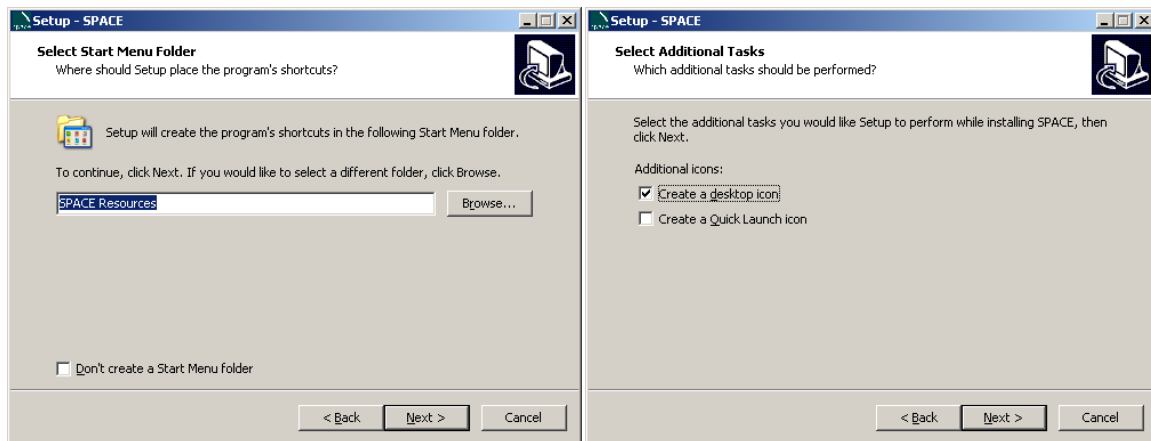 Setup - SPACE
Select Start Menu Folder
Where should Setup place the program's shortcuts?
Setup will create the program's shortcuts in the following Start Menu folder.
To continue, click Next. If you would like to select a different folder, click Browse.
SPACE Resources
Browse...
Don't create a Start Menu folder
< Back
Next >
Cancel
Setup - SPACE
Select Additional Tasks
Which additional tasks should be performed?
Select the additional tasks you would like Setup to perform while installing SPACE, then
click Next.
Additional icons:
Create a desktop icon
Create a Quick Launch icon
< Back
Next >
Cancel